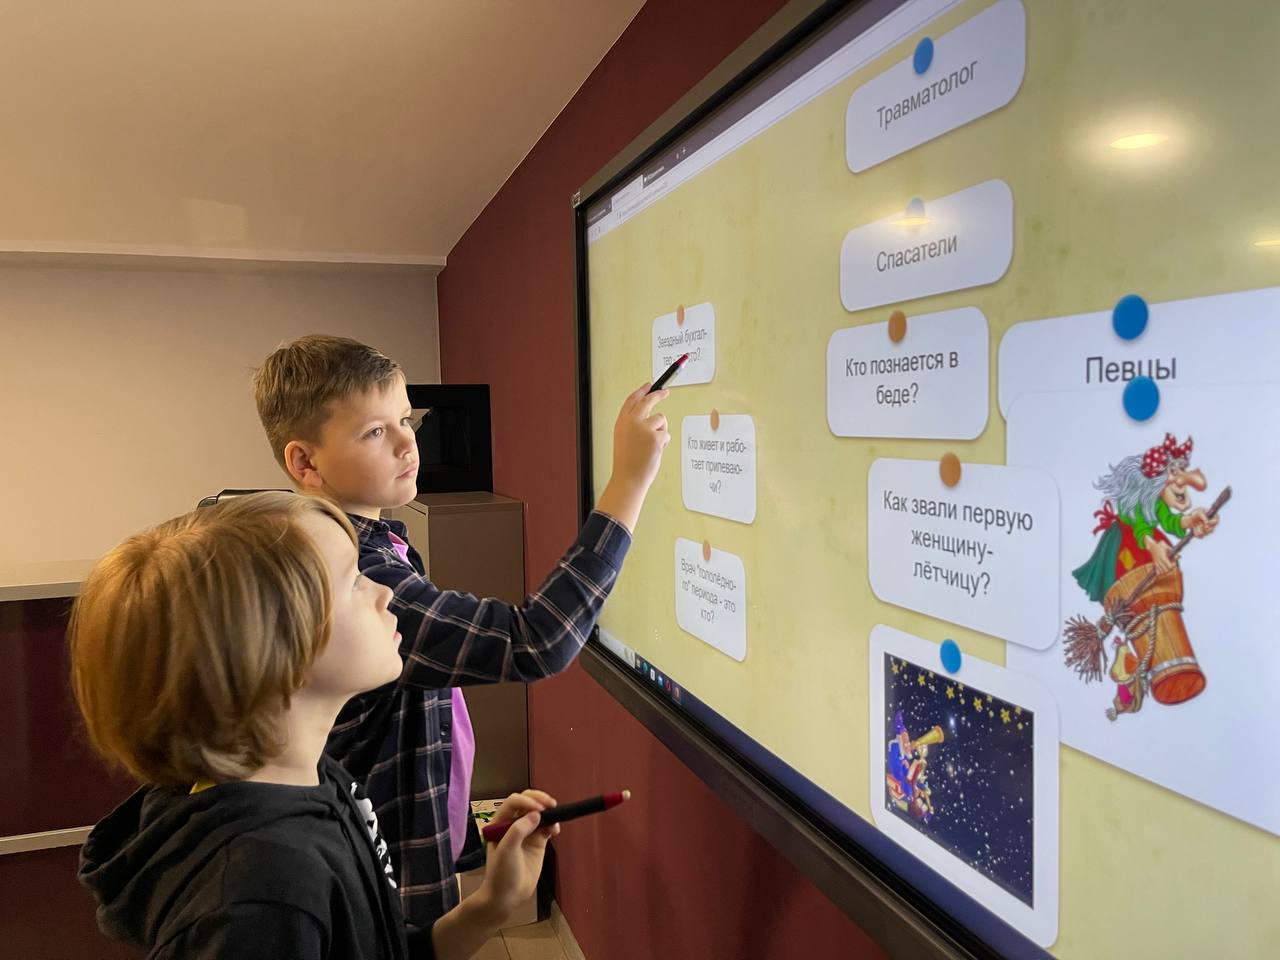 Травматолог
Спасатели
Звездный бухгал-
Кто познается в
беде?
Певцы
Кто живет и рабо-
тает припеваю-
чи?
Как звали первую
женщину-
лётчицу?
Врач "гололёдно-
го" периода - это
кто?